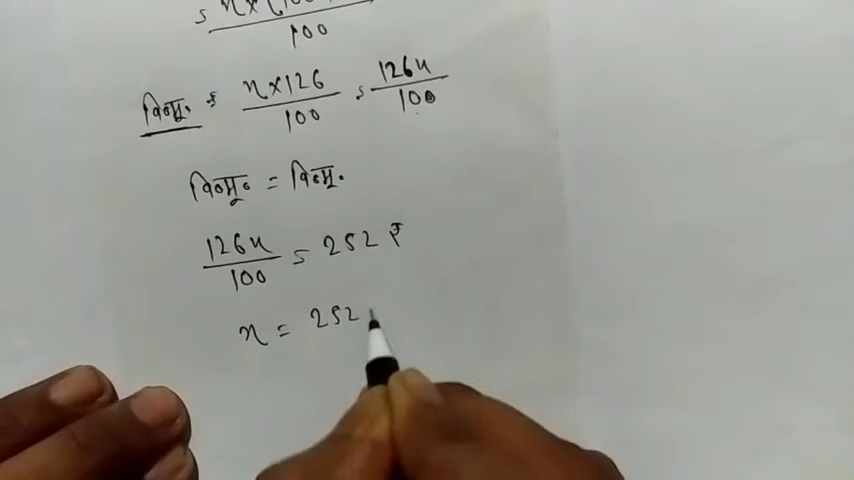 100
वि॰मू॰ = x×126/100 = 126x/100
वि॰मू॰ = वि॰मू॰
126x/100 = 252 ₹
x = 252